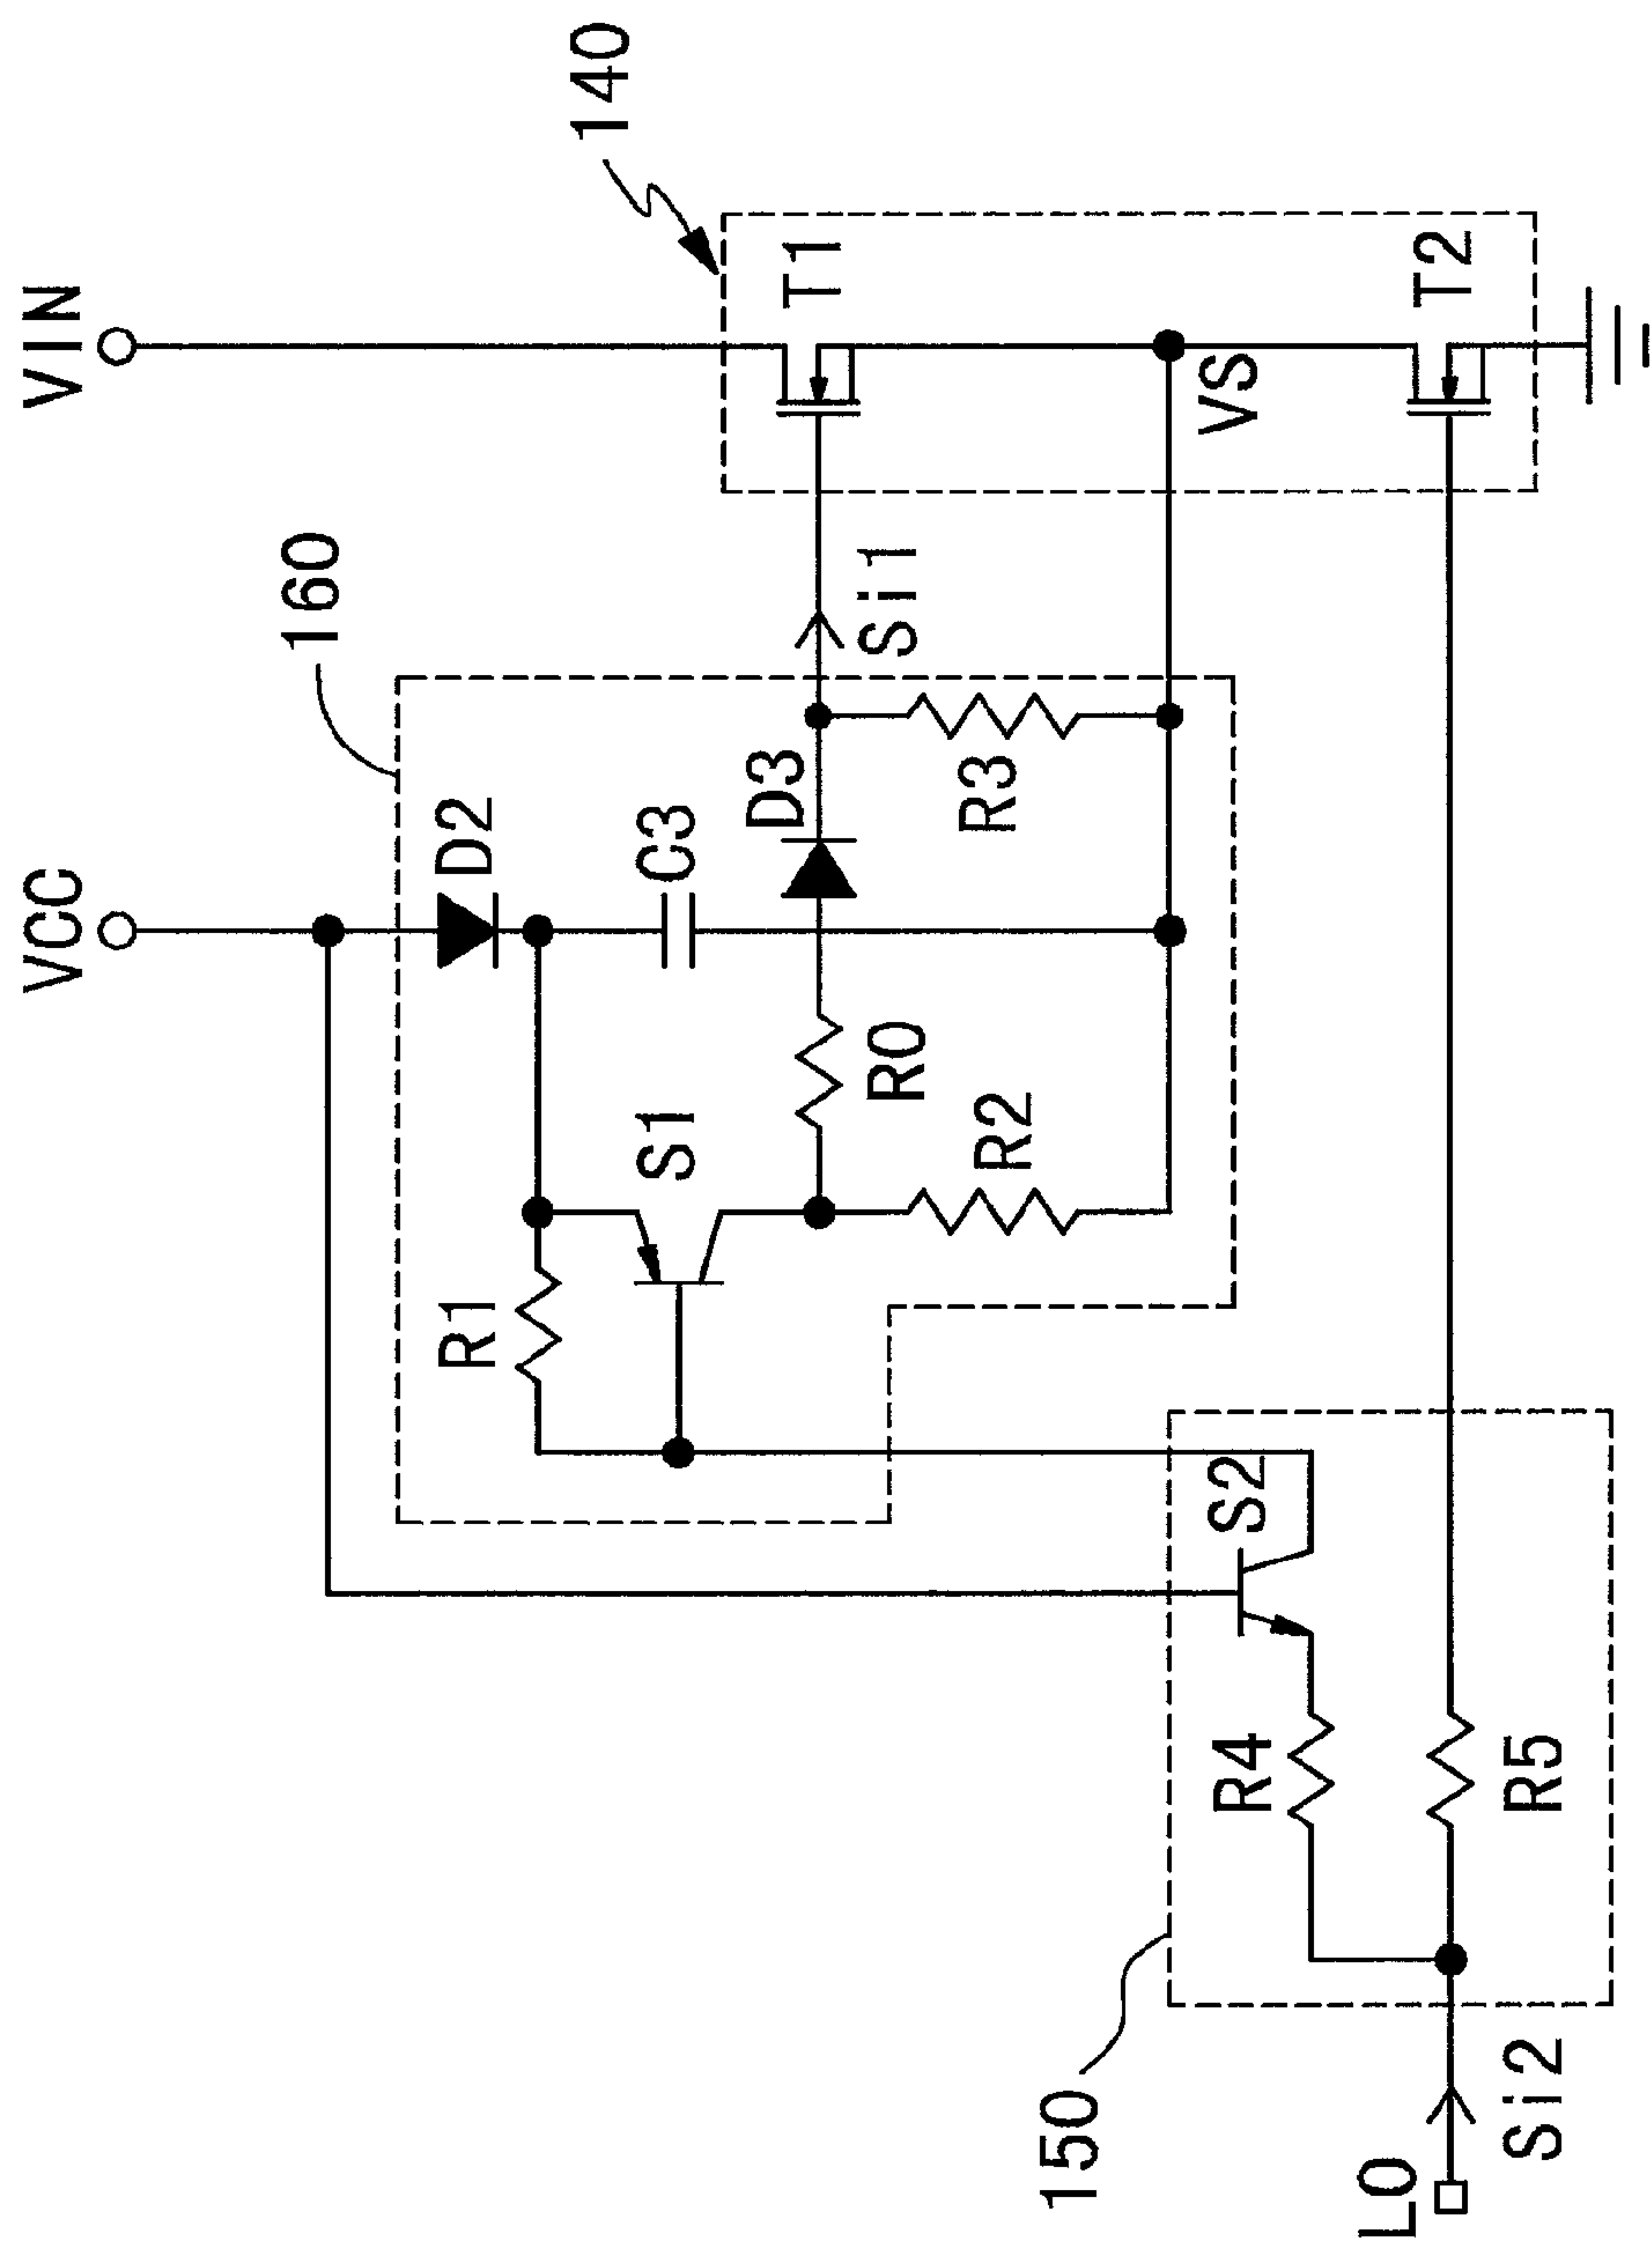 VCC
VIN
160
R1
D2
140
S1
C3
D3
T1
R0
Si1
R2
R3
150
S2
R4
VS
LO
T2
Si2
R5